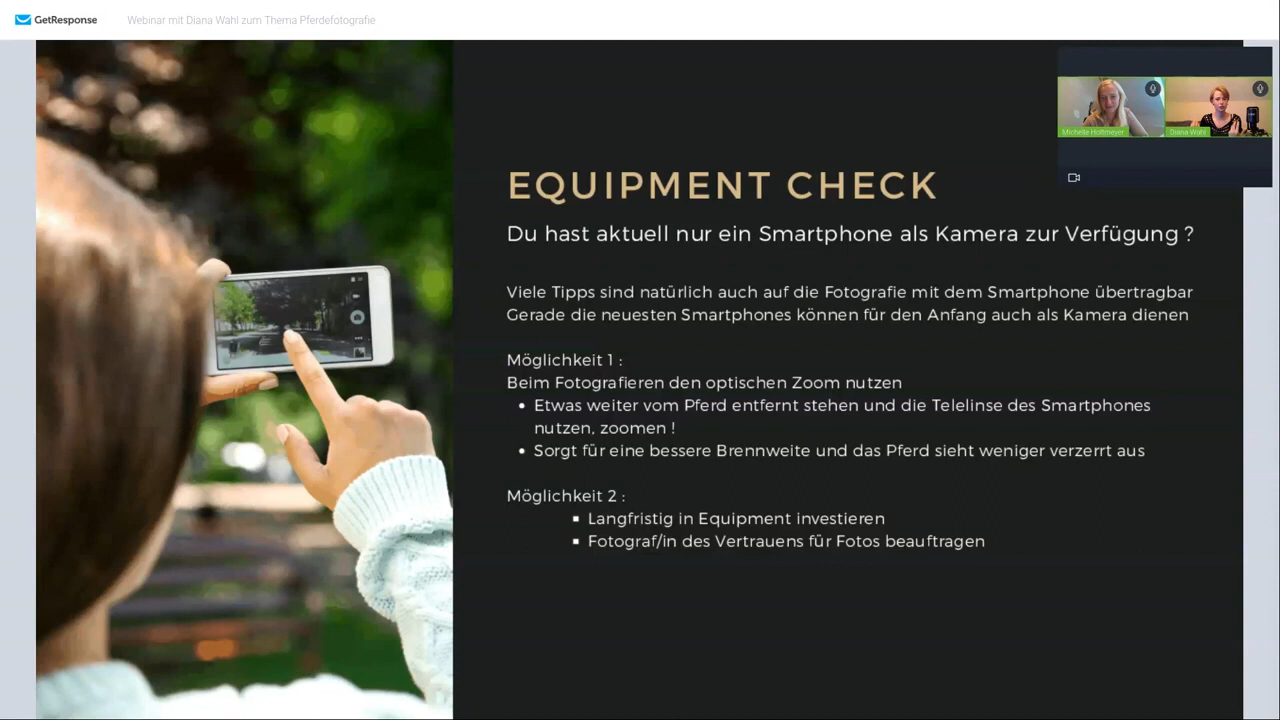 GetResponse
Webinar mit Diana Wahl zum Thema Pferdefotografie
Michelle Holtmeyer
Diana Wahl
EQUIPMENT CHECK
Du hast aktuell nur ein Smartphone als Kamera zur Verfügung ?
Viele Tipps sind natürlich auch auf die Fotografie mit dem Smartphone übertragbar
Gerade die neuesten Smartphones können für den Anfang auch als Kamera dienen
Möglichkeit 1 :
Beim Fotografieren den optischen Zoom nutzen
• Etwas weiter vom Pferd entfernt stehen und die Telelinse des Smartphones
nutzen, zoomen !
• Sorgt für eine bessere Brennweite und das Pferd sieht weniger verzerrt aus
Möglichkeit 2 :
▪ Langfristig in Equipment investieren
▪ Fotograf/in des Vertrauens für Fotos beauftragen